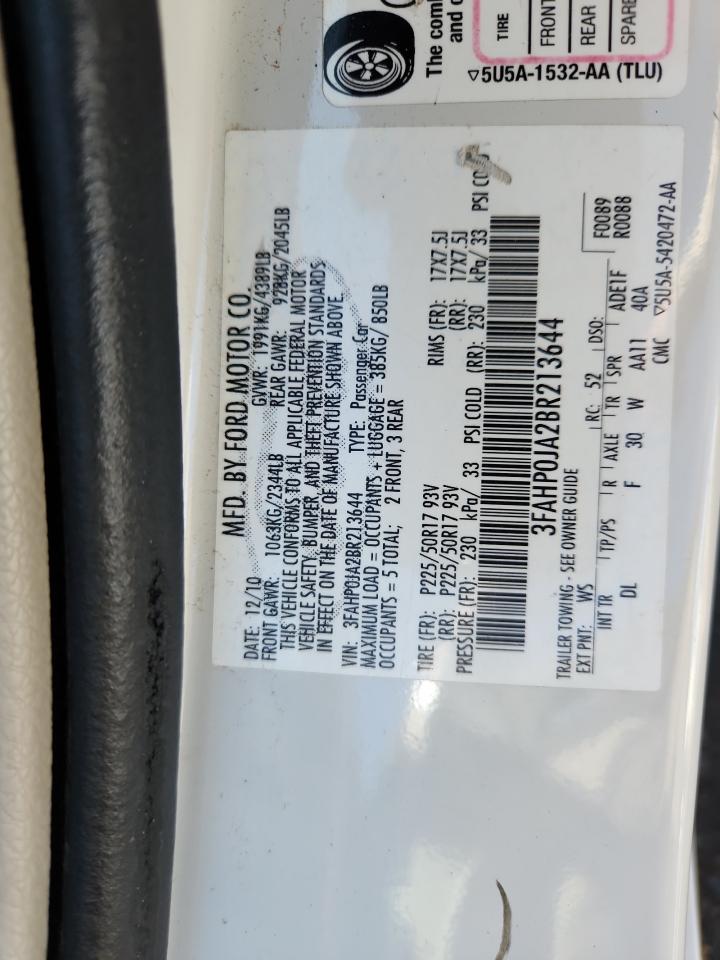 The comb
and c
TIRE
FRONT
REAR
SPARE
▽5U5A-1532-AA (TLU)
MFD. BY FORD MOTOR CO.
DATE: 12/10 GVWR: 1991KG/4389LB
FRONT GAWR: 1063KG/2344LB REAR GAWR: 928KG/2045LB
THIS VEHICLE CONFORMS TO ALL APPLICABLE FEDERAL MOTOR
VEHICLE SAFETY, BUMPER, AND THEFT PREVENTION STANDARDS
IN EFFECT ON THE DATE OF MANUFACTURE SHOWN ABOVE.
VIN: 3FAHP0JA2BR213644 TYPE: Passenger Car
MAXIMUM LOAD = OCCUPANTS + LUGGAGE = 385KG/ 850LB
OCCUPANTS = 5 TOTAL; 2 FRONT, 3 REAR
TIRE (FR): P225/50R17 93V RIMS (FR): 17X7.5J
(RR): P225/50R17 93V (RR): 17X7.5J
PRESSURE (FR): 230 kPa/ 33 PSI COLD (RR): 230 kPa/ 33 PSI COLD
3FAHP0JA2BR213644
F0089
R0088
TRAILER TOWING - SEE OWNER GUIDE
EXT PNT: WS RC: 52 DSO:
INT TR TP/PS R AXLE TR SPR ADE1F
DL F 30 W AA11 40A
CMC ▽5U5A-5420472-AA